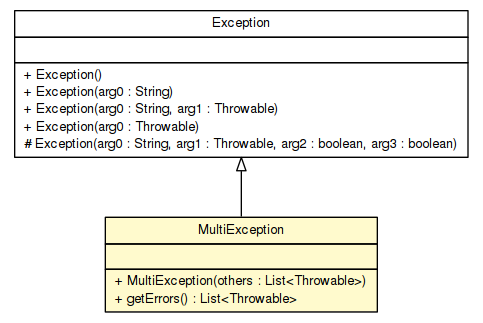 Exception
+ Exception()
+ Exception(arg0 : String)
+ Exception(arg0 : String, arg1 : Throwable)
+ Exception(arg0 : Throwable)
# Exception(arg0 : String, arg1 : Throwable, arg2 : boolean, arg3 : boolean)
MultiException
+ MultiException(others : List<Throwable>)
+ getErrors() : List<Throwable>